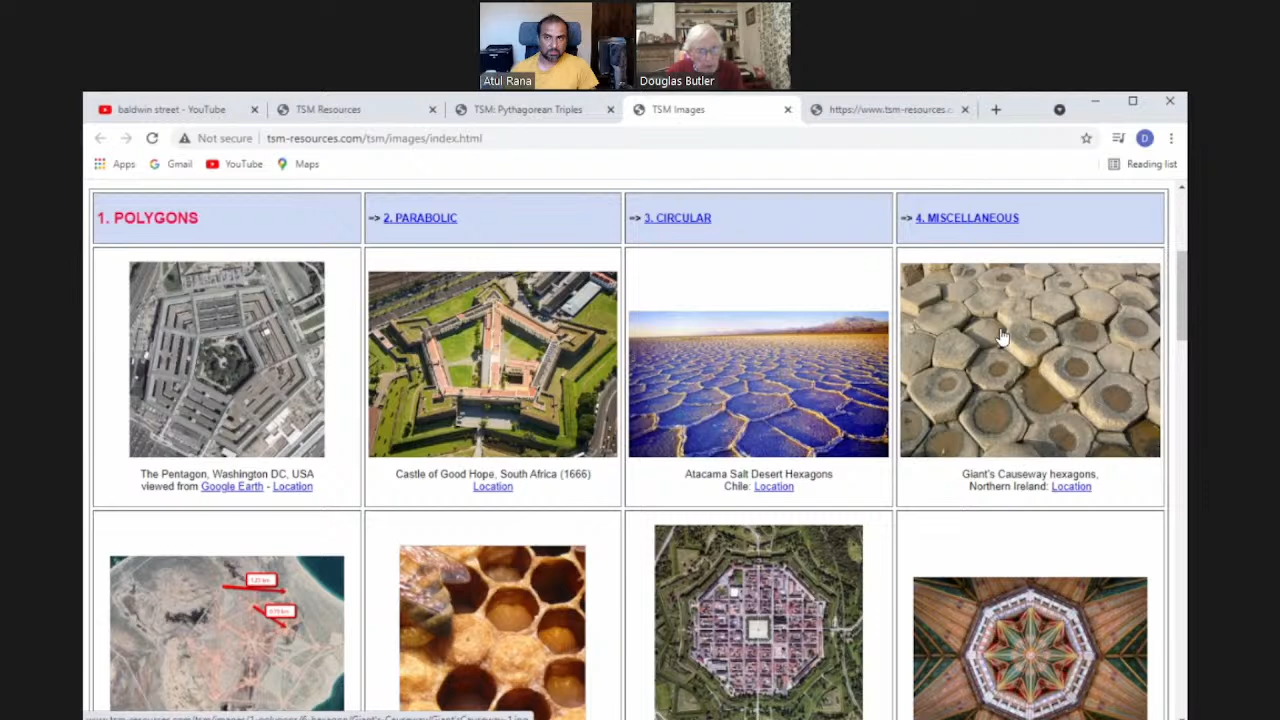 Atul Rana
Douglas Butler
baldwin street - YouTube
TSM Resources
TSM: Pythagorean Triples
TSM Images
https://www.tsm-resources.c
Not secure
tsm-resources.com/tsm/images/index.html
D
Apps
Gmail
YouTube
Maps
Reading list
1. POLYGONS
=> 2. PARABOLIC
=> 3. CIRCULAR
=> 4. MISCELLANEOUS
The Pentagon, Washington DC, USA
viewed from Google Earth - Location
Castle of Good Hope, South Africa (1666)
Location
Atacama Salt Desert Hexagons
Chile: Location
Giant's Causeway hexagons,
Northern Ireland: Location